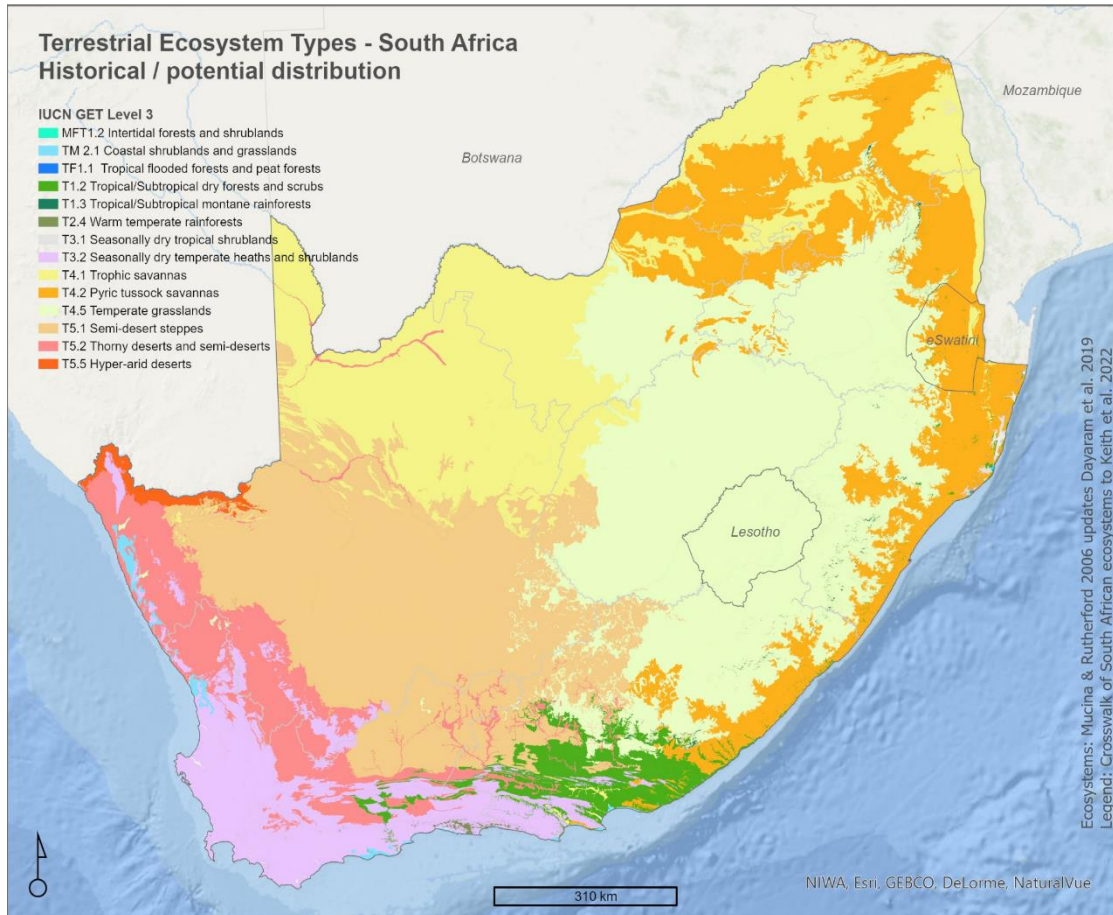 Terrestrial Ecosystem Types - South Africa
Historical / potential distribution
IUCN GET Level 3
MFT1.2 Intertidal forests and shrublands
TM 2.1 Coastal shrublands and grasslands
TF1.1 Tropical flooded forests and peat forests
T1.2 Tropical/Subtropical dry forests and scrubs
T1.3 Tropical/Subtropical montane rainforests
T2.4 Warm temperate rainforests
T3.1 Seasonally dry tropical shrublands
T3.2 Seasonally dry temperate heaths and shrublands
T4.1 Trophic savannas
T4.2 Pyric tussock savannas
T4.5 Temperate grasslands
T5.1 Semi-desert steppes
T5.2 Thorny deserts and semi-deserts
T5.5 Hyper-arid deserts
Mozambique
Botswana
eSwatini
Lesotho
Ecosystems: Mucina & Rutherford 2006 updates Dayaram et al. 2019
Legend: Crosswalk of South African ecosystems to Keith et al. 2022
NIWA, Esri, GEBCO, DeLorme, NaturalVue
310 km